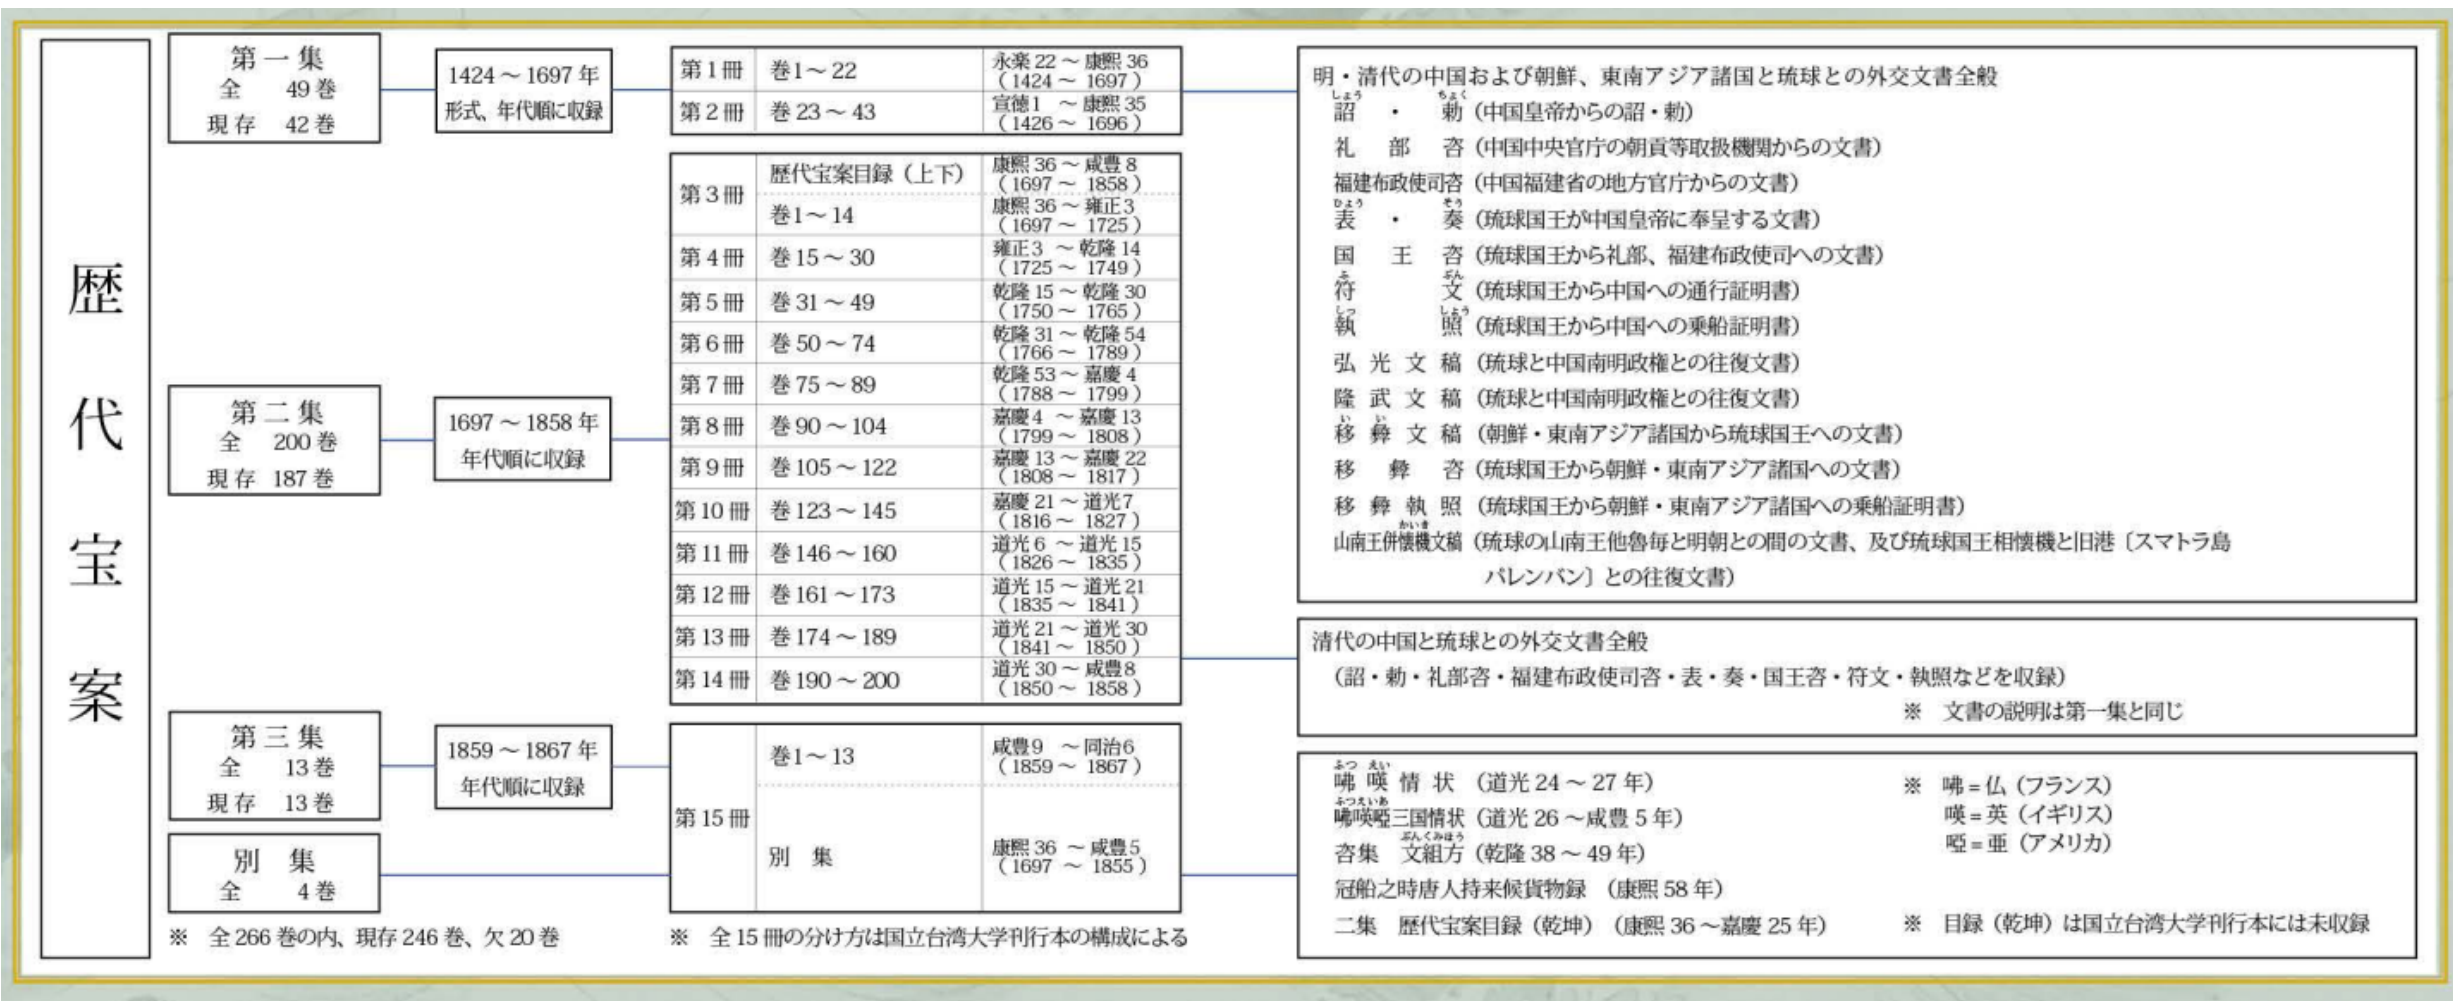 歴代宝案
第一集
全 49巻
現存 42巻
1424～1697年
形式、年代順に収録
第1冊 巻1～22 永楽22～康熙36
(1424～1697)
第2冊 巻23～43 宣徳1～康熙35
(1426～1696)
明・清代の中国および朝鮮、東南アジア諸国と琉球との外交文書全般
しょう ちょく
詔・勅(中国皇帝からの詔・勅)
礼部咨(中国中央官庁の朝貢等取扱機関からの文書)
福建布政使司咨(中国福建省の地方官庁からの文書)
ひょう そう
表・奏(琉球国王が中国皇帝に奉呈する文書)
国王咨(琉球国王から礼部、福建布政使司への文書)
ふ ぶん
符文(琉球国王から中国への通行証明書)
しっ しょう
執照(琉球国王から中国への乗船証明書)
弘光文稿(琉球と中国南明政権との往復文書)
隆武文稿(琉球と中国南明政権との往復文書)
い い
移彝文稿(朝鮮・東南アジア諸国から琉球国王への文書)
移彝咨(琉球国王から朝鮮・東南アジア諸国への文書)
移彝執照(琉球国王から朝鮮・東南アジア諸国への乗船証明書)
かいき
山南王併懐機文稿(琉球の山南王他魯毎と明朝との間の文書、及び琉球国王相懐機と旧港〔スマトラ島
パレンバン〕との往復文書)
第二集
全 200巻
現存 187巻
1697～1858年
年代順に収録
第3冊 歴代宝案目録(上下) 康熙36～咸豊8
(1697～1858)
巻1～14 康熙36～雍正3
(1697～1725)
第4冊 巻15～30 雍正3～乾隆14
(1725～1749)
第5冊 巻31～49 乾隆15～乾隆30
(1750～1765)
第6冊 巻50～74 乾隆31～乾隆54
(1766～1789)
第7冊 巻75～89 乾隆53～嘉慶4
(1788～1799)
第8冊 巻90～104 嘉慶4～嘉慶13
(1799～1808)
第9冊 巻105～122 嘉慶13～嘉慶22
(1808～1817)
第10冊 巻123～145 嘉慶21～道光7
(1816～1827)
第11冊 巻146～160 道光6～道光15
(1826～1835)
第12冊 巻161～173 道光15～道光21
(1835～1841)
第13冊 巻174～189 道光21～道光30
(1841～1850)
第14冊 巻190～200 道光30～咸豊8
(1850～1858)
清代の中国と琉球との外交文書全般
(詔・勅・礼部咨・福建布政使司咨・表・奏・国王咨・符文・執照などを収録)
※ 文書の説明は第一集と同じ
第三集
全 13巻
現存 13巻
1859～1867年
年代順に収録
別集
全 4巻
第15冊 巻1～13 咸豊9～同治6
(1859～1867)
別集 康熙36～咸豊5
(1697～1855)
ふつ えい
咈嘆情状(道光24～27年)
ふつえいあ
咈嘆啞三国情状(道光26～咸豊5年)
ぶんくみほう
咨集 文組方(乾隆38～49年)
冠船之時唐人持来候貨物録(康熙58年)
二集 歴代宝案目録(乾坤)(康熙36～嘉慶25年)
※ 咈=仏(フランス)
嘆=英(イギリス)
啞=亜(アメリカ)
※ 目録(乾坤)は国立台湾大学刊行本には未収録
※ 全266巻の内、現存246巻、欠20巻
※ 全15冊の分け方は国立台湾大学刊行本の構成による